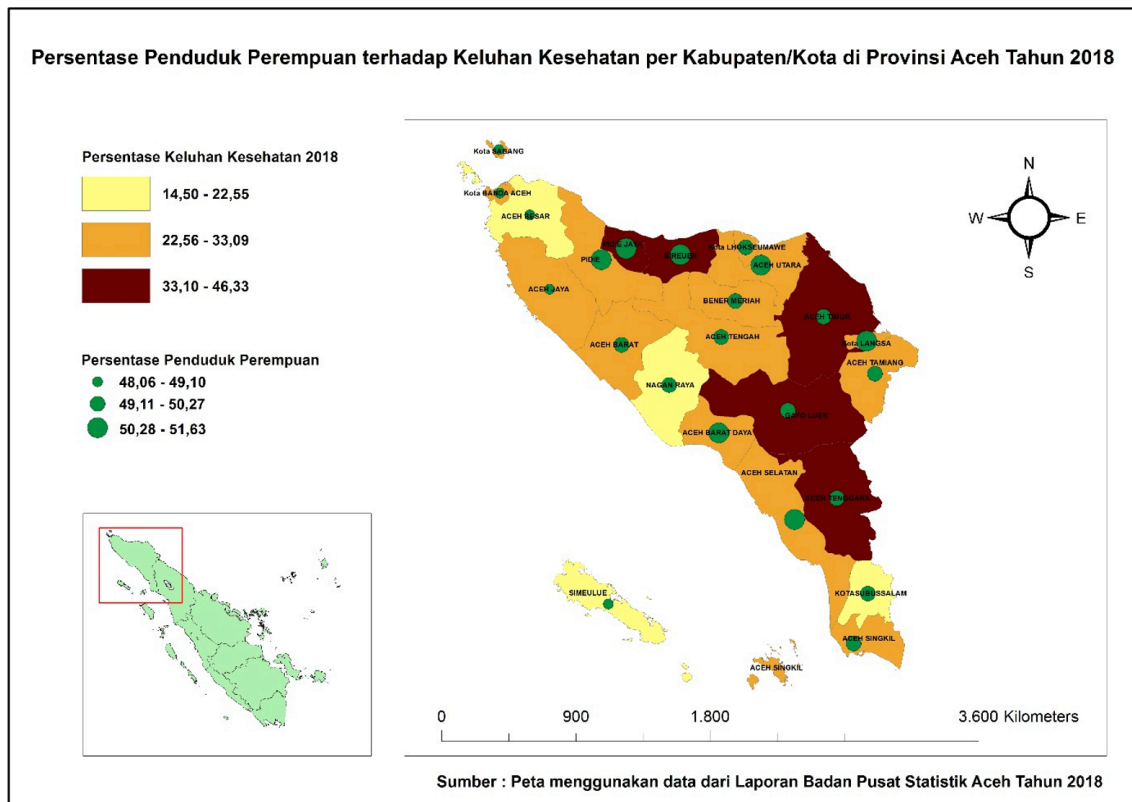 Persentase Penduduk Perempuan terhadap Keluhan Kesehatan per Kabupaten/Kota di Provinsi Aceh Tahun 2018
Persentase Keluhan Kesehatan 2018
14,50 - 22,55
22,56 - 33,09
33,10 - 46,33
Persentase Penduduk Perempuan
48,06 - 49,10
49,11 - 50,27
50,28 - 51,63
N
W
E
S
Kota SABANG
Kota BANDA ACEH
ACEH BESAR
PIDIE JAYA
BIREUEN
Kota LHOKSEUMAWE
PIDIE
ACEH UTARA
ACEH JAYA
BENER MERIAH
ACEH TIMUR
ACEH BARAT
ACEH TENGAH
Kota LANGSA
ACEH TAMIANG
NAGAN RAYA
GAYO LUES
ACEH BARAT DAYA
ACEH SELATAN
ACEH TENGGARA
SIMEULUE
KOTASUBUSSALAM
ACEH SINGKIL
ACEH SINGKIL
0
900
1.800
3.600 Kilometers
Sumber : Peta menggunakan data dari Laporan Badan Pusat Statistik Aceh Tahun 2018